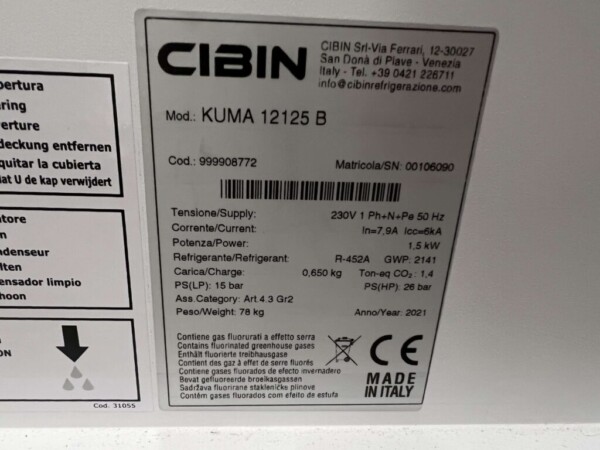 CIBIN
CIBIN Srl-Via Ferrari, 12-30027
San Donà di Piave - Venezia
Italy - Tel. +39 0421 226711
info@cibinrefrigerazione.com
Mod.: KUMA 12125 B
Cod.: 999908772 Matricola/SN: 00106090
Tensione/Supply: 230V 1 Ph+N+Pe 50 Hz
Corrente/Current: In=7,9A Icc=6kA
Potenza/Power: 1,5 kW
Refrigerante/Refrigerant: R-452A GWP: 2141
Carica/Charge: 0,650 kg Ton-eq CO2: 1,4
PS(LP): 15 bar PS(HP): 26 bar
Ass.Category: Art.4.3 Gr2
Peso/Weight: 78 kg Anno/Year: 2021
Contiene gas fluorurati a effetto serra
Contains fluorinated greenhouse gases
Enthält fluorierte treibhausgase
Contient des gaz à effet de serre fluorés
Contiene gases fluorados de efecto invernadero
Bevat gefluoreerde broeikasgassen
Sadržava fluorirane stakleničke plinove
Contém gases fluorados com efeito de estufa
CE
MADE
IN ITALY
pertura
ring
erture
deckung entfernen
quitar la cubierta
at U de kap verwijdert
atore
n
ndenseur
lten
ensador limpio
hoon
ON
Cod. 31055